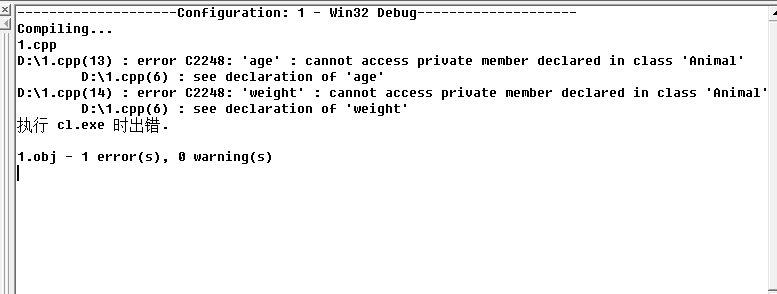 --------------------Configuration: 1 - Win32 Debug--------------------
Compiling...
1.cpp
D:\1.cpp(13) : error C2248: 'age' : cannot access private member declared in class 'Animal'
D:\1.cpp(6) : see declaration of 'age'
D:\1.cpp(14) : error C2248: 'weight' : cannot access private member declared in class 'Animal'
D:\1.cpp(6) : see declaration of 'weight'
执行 cl.exe 时出错.
1.obj - 1 error(s), 0 warning(s)